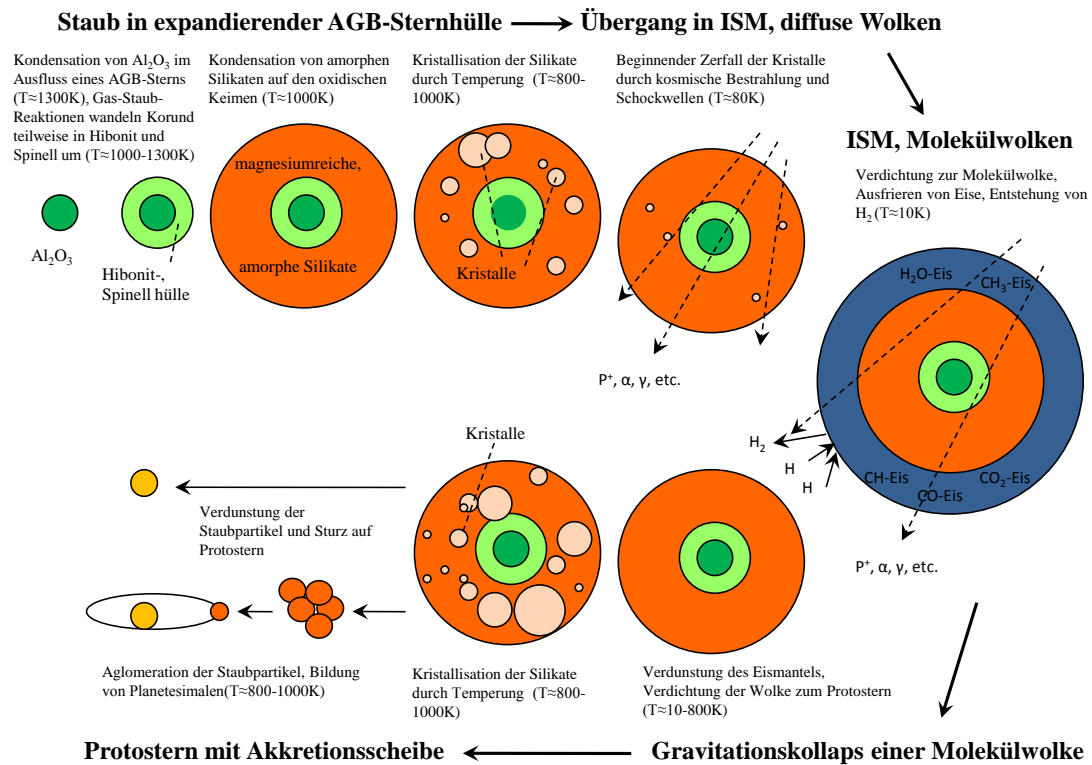 Staub in expandierender AGB-Sternhülle
Übergang in ISM, diffuse Wolken
Kondensation von Al₂O₃ im
Ausfluss eines AGB-Sterns
(T≈1300K), Gas-Staub-
Reaktionen wandeln Korund
teilweise in Hibonit und
Spinell um (T≈1000-1300K)
Kondensation von amorphen
Silikaten auf den oxidischen
Keimen (T≈1000K)
Kristallisation der Silikate
durch Temperung (T≈800-
1000K)
Beginnender Zerfall der Kristalle
durch kosmische Bestrahlung und
Schockwellen (T≈80K)
ISM, Molekülwolken
Verdichtung zur Molekülwolke,
Ausfrieren von Eise, Entstehung von
H₂ (T≈10K)
Al₂O₃
Hibonit-,
Spinell hülle
magnesiumreiche,
amorphe Silikate
Kristalle
P⁺, α, γ, etc.
H₂O-Eis
CH₃-Eis
CH-Eis
CO-Eis
CO₂-Eis
H₂
H
H
P⁺, α, γ, etc.
Kristalle
Verdunstung der
Staubpartikel und Sturz auf
Protostern
Aglomeration der Staubpartikel, Bildung
von Planetesimalen(T≈800-1000K)
Kristallisation der Silikate
durch Temperung (T≈800-
1000K)
Verdunstung des Eismantels,
Verdichtung der Wolke zum Protostern
(T≈10-800K)
Protostern mit Akkretionsscheibe
Gravitationskollaps einer Molekülwolke